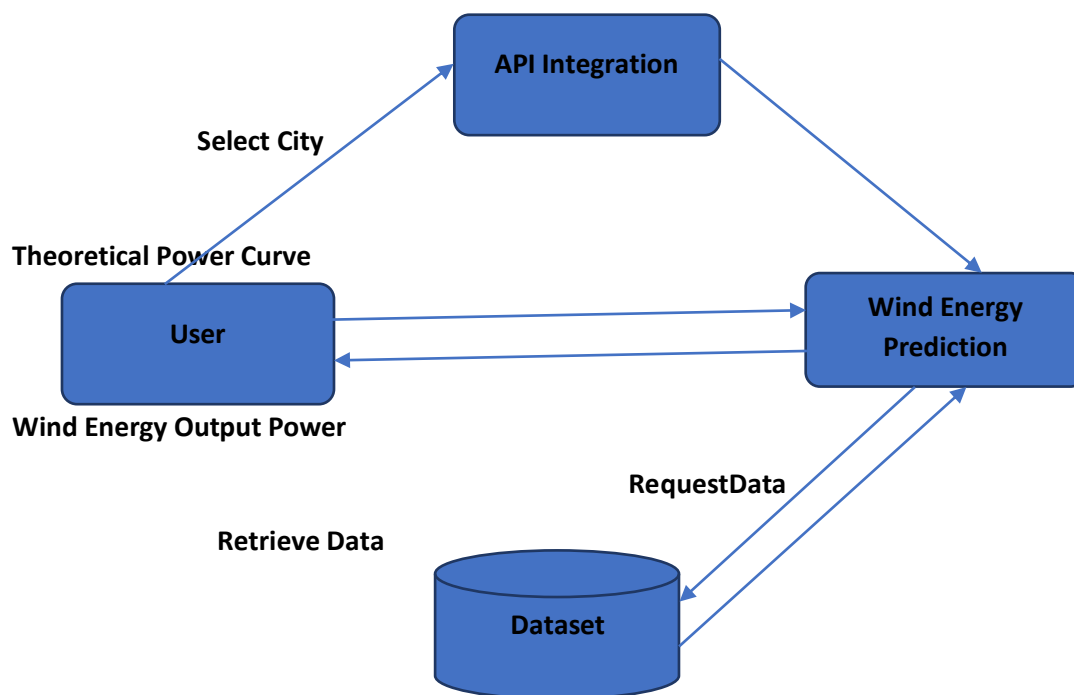 API Integration
Select City
Theoretical Power Curve
User
Wind Energy
Prediction
Wind Energy Output Power
RequestData
Retrieve Data
Dataset